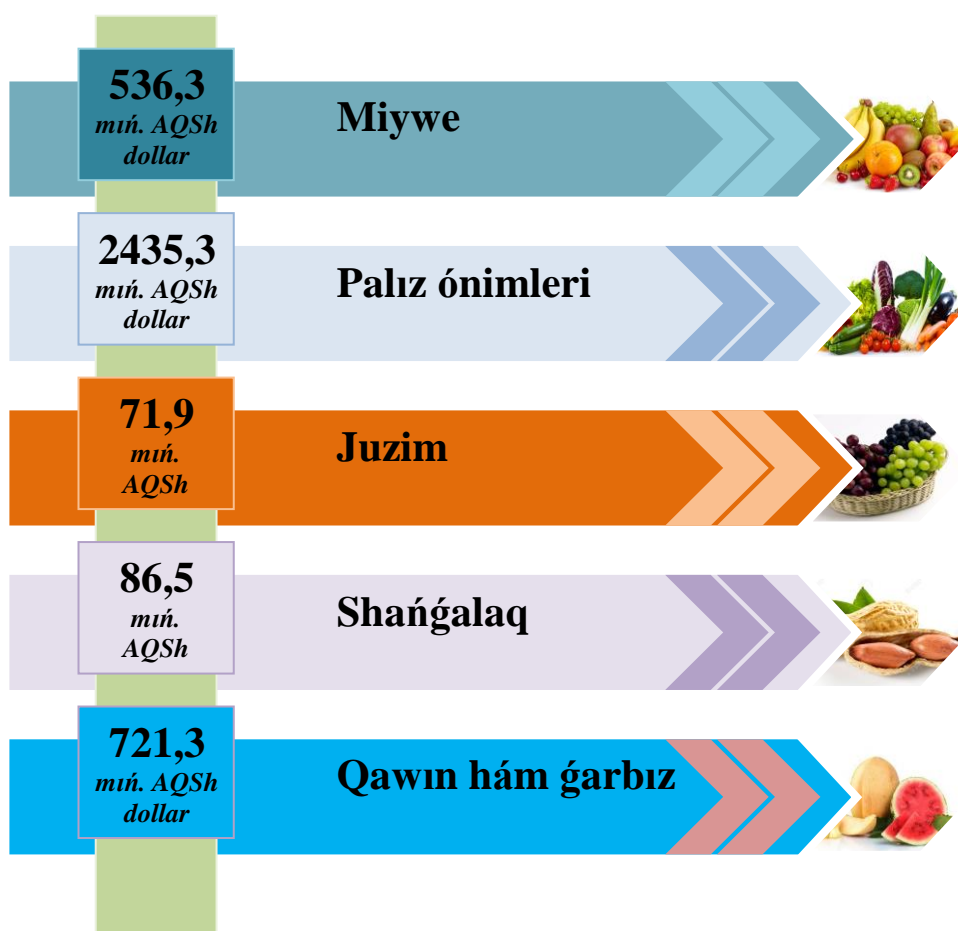 536,3
mıń. AQSh
dollar
Miywe
2435,3
mıń. AQSh
dollar
Palız ónimleri
71,9
mıń.
AQSh
Juzim
86,5
mıń.
AQSh
Shańǵalaq
721,3
mıń. AQSh
dollar
Qawın hám ǵarbız